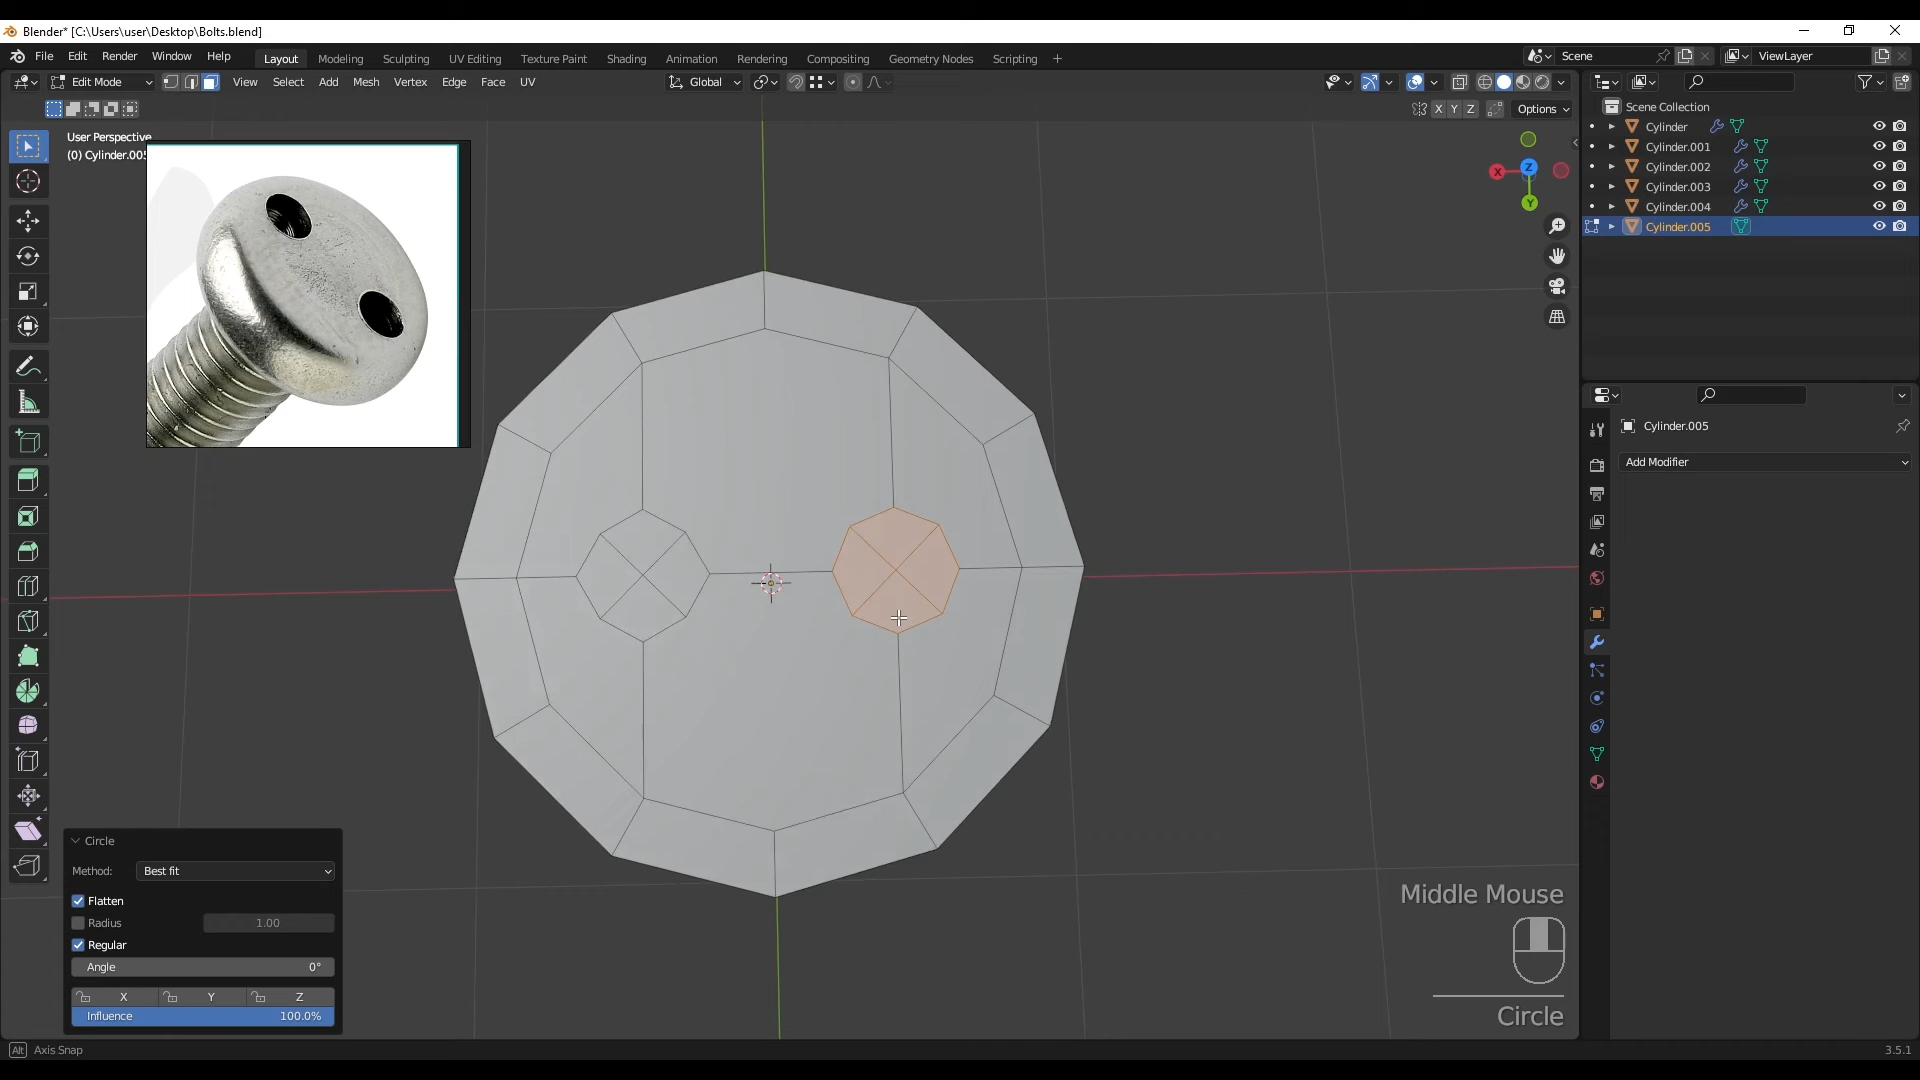 Blender* [C:\Users\user\Desktop\Bolts.blend]
File Edit Render Window Help Layout Modeling Sculpting UV Editing Texture Paint Shading Animation Rendering Compositing Geometry Nodes Scripting + Scene ViewLayer
Edit Mode View Select Add Mesh Vertex Edge Face UV Global
X Y Z Options
User Perspective
(0) Cylinder.005
X Z Y
Scene Collection
Cylinder
Cylinder.001
Cylinder.002
Cylinder.003
Cylinder.004
Cylinder.005
Cylinder.005
Add Modifier
Circle
Method: Best fit
Flatten
Radius 1.00
Regular
Angle 0°
X Y Z
Influence 100.0%
Middle Mouse
Circle
Alt Axis Snap
3.5.1